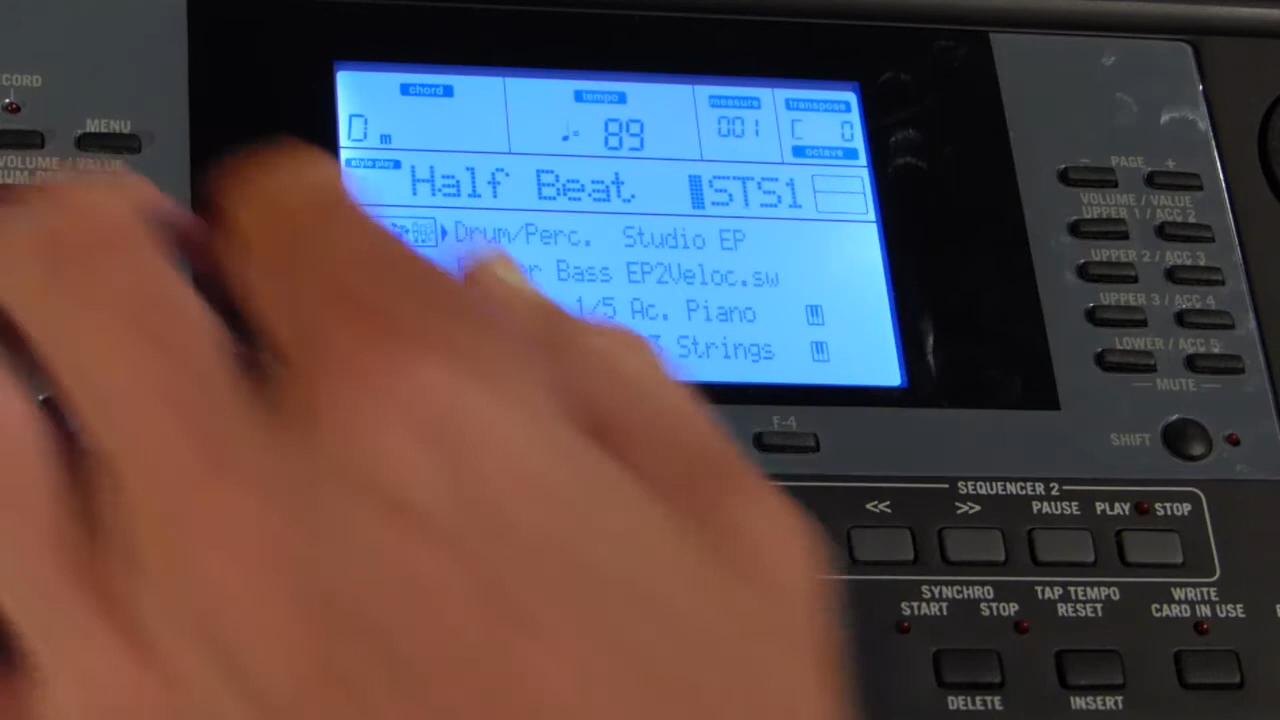 MENU
chord
tempo
measure
transpose
D m
♩= 89
001
C 0
octave
style play
Half Beat
STS1
Drum/Perc. Studio EP
Bass EP2Veloc.sw
1/5 Ac. Piano
Strings
- PAGE +
VOLUME / VALUE
UPPER 1 / ACC 2
UPPER 2 / ACC 3
UPPER 3 / ACC 4
LOWER / ACC 5
MUTE
F-4
SHIFT
SEQUENCER 2
<< >> PAUSE PLAY STOP
SYNCHRO
START STOP
TAP TEMPO
RESET
WRITE
CARD IN USE
DELETE
INSERT
VOLUME / VALUE